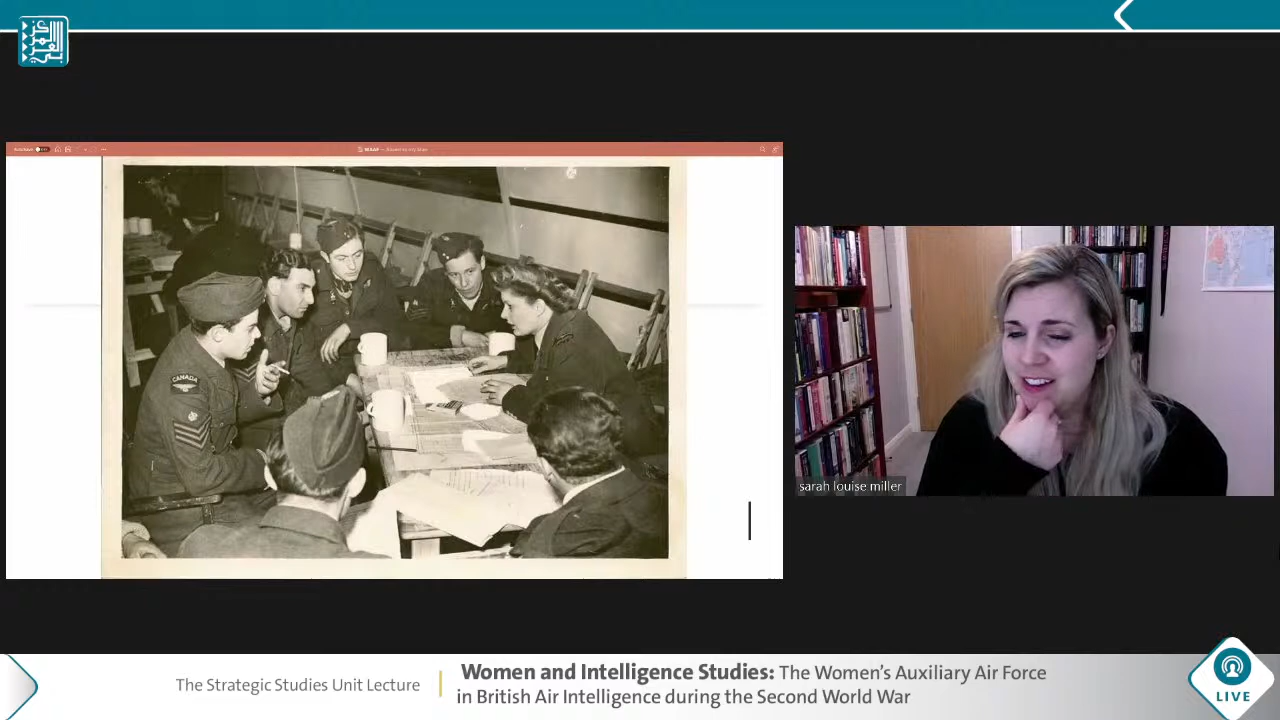 WAAF
CANADA
sarah louise miller
The Strategic Studies Unit Lecture
Women and Intelligence Studies: The Women's Auxiliary Air Force
in British Air Intelligence during the Second World War
LIVE